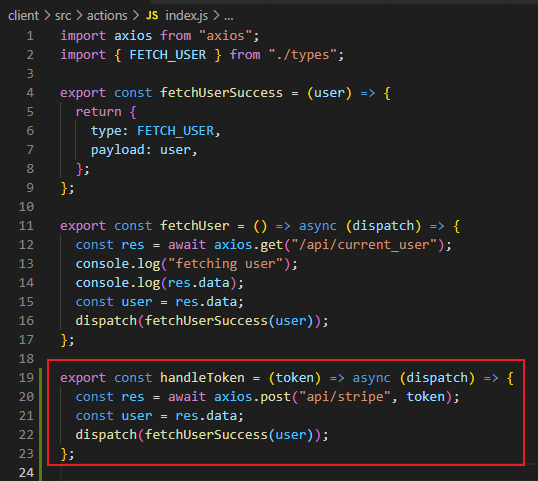 client > src > actions > JS index.js > ...
1 import axios from "axios";
2 import { FETCH_USER } from "./types";
3
4 export const fetchUserSuccess = (user) => {
5 return {
6 type: FETCH_USER,
7 payload: user,
8 };
9 };
10
11 export const fetchUser = () => async (dispatch) => {
12 const res = await axios.get("/api/current_user");
13 console.log("fetching user");
14 console.log(res.data);
15 const user = res.data;
16 dispatch(fetchUserSuccess(user));
17 };
18
19 export const handleToken = (token) => async (dispatch) => {
20 const res = await axios.post("api/stripe", token);
21 const user = res.data;
22 dispatch(fetchUserSuccess(user));
23 };
24